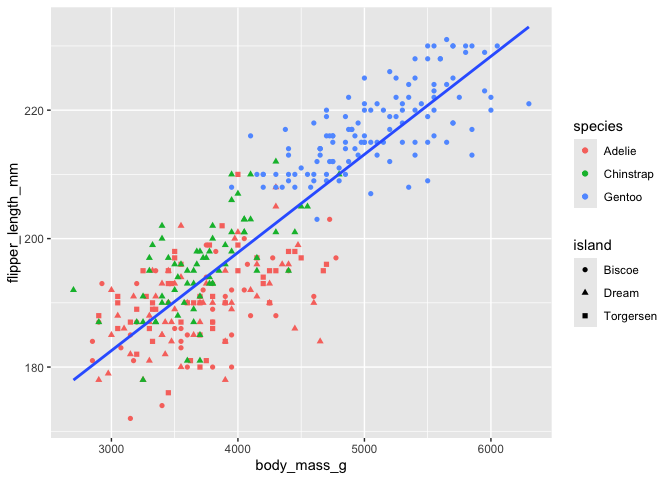 220
200
180
flipper_length_mm
3000
4000
5000
6000
body_mass_g
species
Adelie
Chinstrap
Gentoo
island
Biscoe
Dream
Torgersen